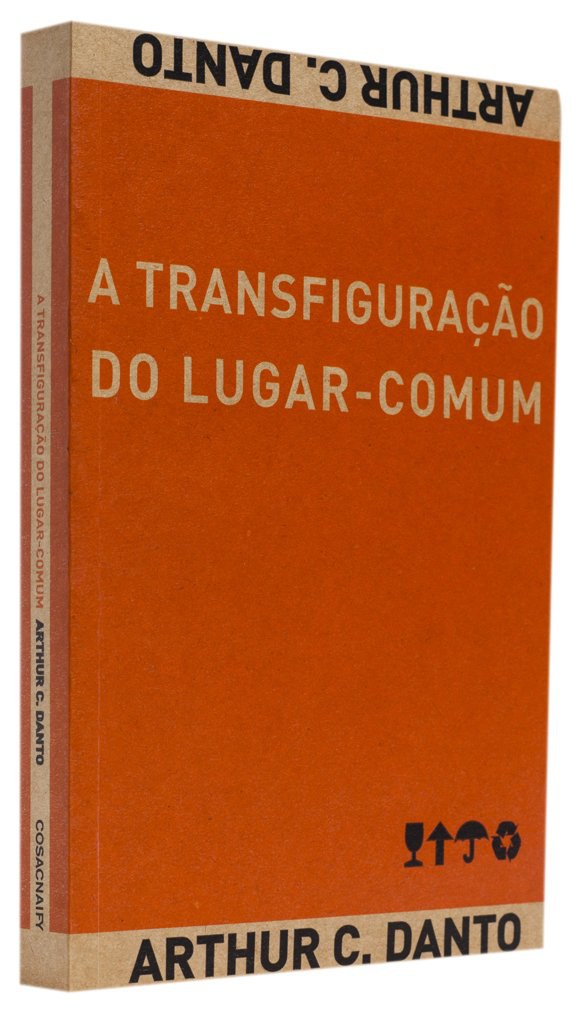 ARTHUR C. DANTO
A TRANSFIGURAÇÃO
DO LUGAR-COMUM
ARTHUR C. DANTO
A TRANSFIGURAÇÃO DO LUGAR-COMUM ARTHUR C. DANTO COSACNAIFY